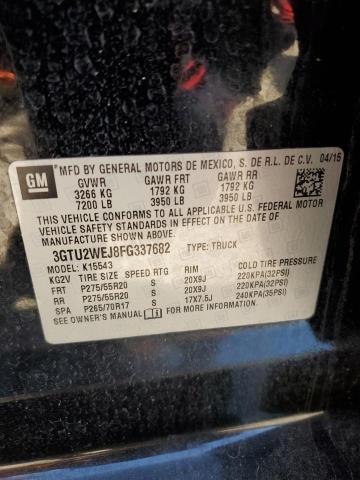 GM
MFD BY GENERAL MOTORS DE MEXICO, S. DE R.L. DE C.V. 04/15
GVWR GAWR FRT GAWR RR
3266 KG 1792 KG 1792 KG
7200 LB 3950 LB 3950 LB
THIS VEHICLE CONFORMS TO ALL APPLICABLE U.S. FEDERAL MOTOR
VEHICLE SAFETY STANDARDS IN EFFECT ON THE DATE OF
MANUFACTURE SHOWN ABOVE.
3GTU2WEJ8FG337682 TYPE: TRUCK
MODEL: K15543
KG2V TIRE SIZE SPEED RTG RIM COLD TIRE PRESSURE
FRT P275/55R20 S 20X9J 220KPA(32PSI)
RR P275/55R20 S 20X9J 220KPA(32PSI)
SPA P265/70R17 S 17X7.5J 240KPA(35PSI)
SEE OWNER'S MANUAL FOR ADDITIONAL INFORMATION.